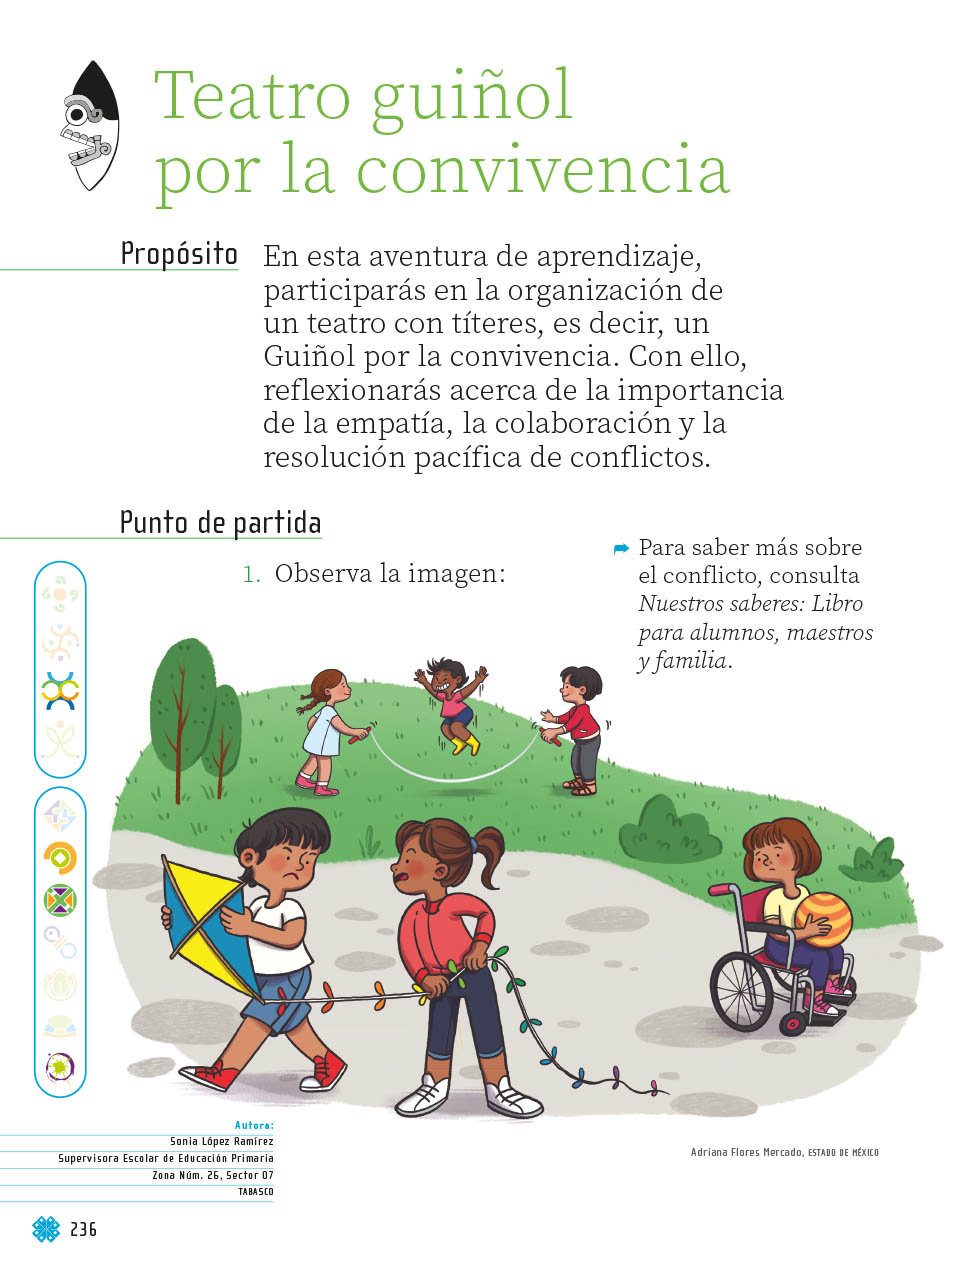 Teatro guiñol
por la convivencia
Propósito
En esta aventura de aprendizaje,
participarás en la organización de
un teatro con títeres, es decir, un
Guiñol por la convivencia. Con ello,
reflexionarás acerca de la importancia
de la empatía, la colaboración y la
resolución pacífica de conflictos.
Punto de partida
1. Observa la imagen:
Para saber más sobre
el conflicto, consulta
Nuestros saberes: Libro
para alumnos, maestros
y familia.
Autora:
Sonia López Ramírez
Supervisora Escolar de Educación Primaria
Zona Núm. 26, Sector 07
TABASCO
Adriana Flores Mercado, ESTADO DE MÉXICO
236